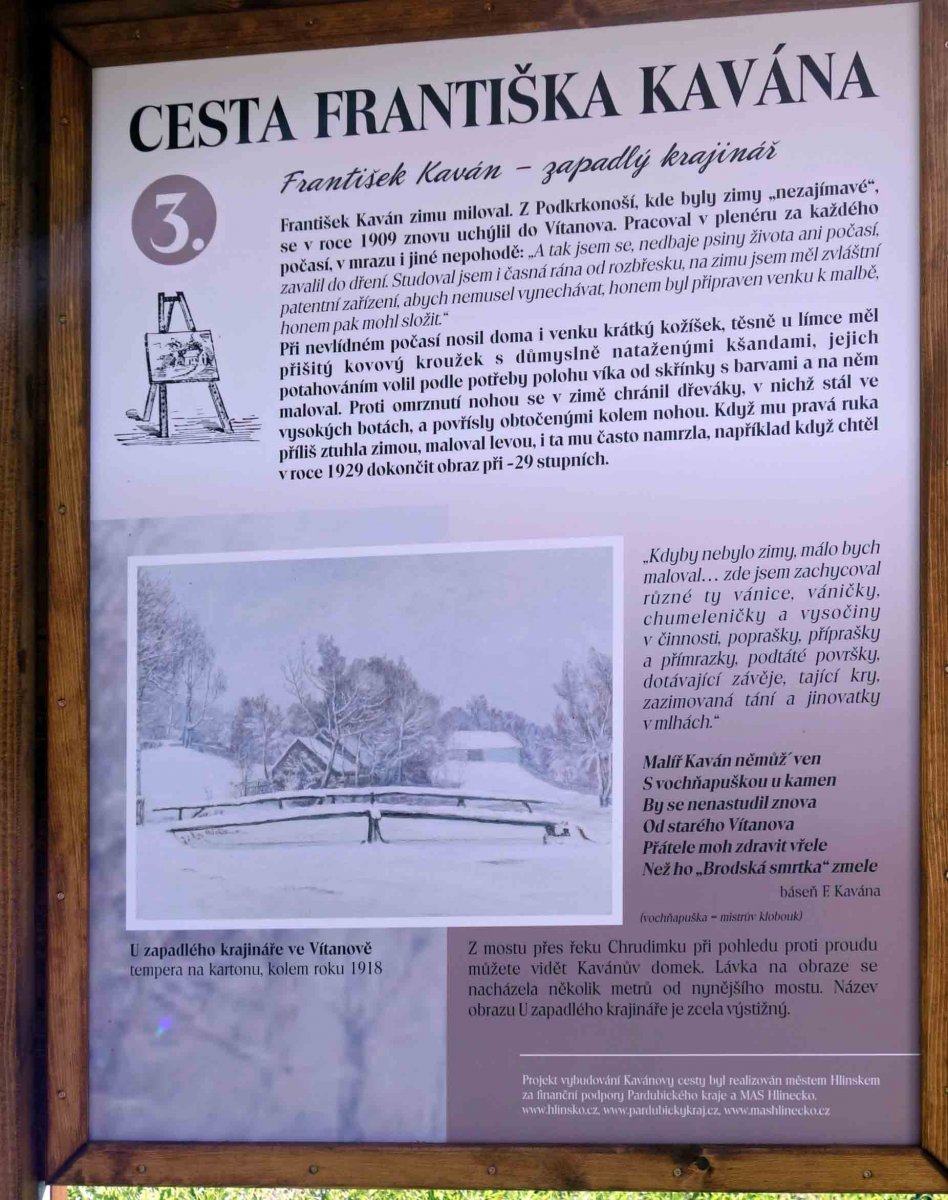 CESTA FRANTIŠKA KAVÁNA
František Kaván – zapadlý krajinář
3.
František Kaván zimu miloval. Z Podkrkonoší, kde byly zimy „nezajímavé“,
se v roce 1909 znovu uchýlil do Vítanova. Pracoval v plenéru za každého
počasí, v mrazu i jiné nepohodě: „A tak jsem se, nedbaje psiny života ani počasí,
zavalil do dření. Studoval jsem i časná rána od rozbřesku, na zimu jsem měl zvláštní
patentní zařízení, abych nemusel vynechávat, honem byl připraven venku k malbě,
honem pak mohl složit.“
Při nevlídném počasí nosil doma i venku krátký kožíšek, těsně u límce měl
přišitý kovový kroužek s důmyslně nataženými kšandami, jejich
potahováním volil podle potřeby polohu víka od skřínky s barvami a na něm
maloval. Proti omrznutí nohou se v zimě chránil dřeváky, v nichž stál ve
vysokých botách, a povřísly obtočenými kolem nohou. Když mu pravá ruka
příliš ztuhla zimou, maloval levou, i ta mu často namrzla, například když chtěl
v roce 1929 dokončit obraz při -29 stupních.
„Kdyby nebylo zimy, málo bych
maloval… zde jsem zachycoval
různé ty vánice, váničky,
chumeleničky a vysočiny
v činnosti, poprašky, příprašky
a přímrazky, podtáté površky,
dotávající závěje, tající kry,
zazimovaná tání a jinovatky
v mlhách.“
Malíř Kaván němůž´ ven
S vochňapuškou u kamen
By se nenastudil znova
Od starého Vítanova
Přátele moh zdravit vřele
Než ho „Brodská smrtka“ zmele
báseň F. Kavána
(vochňapuška = mistrův klobouk)
U zapadlého krajináře ve Vítanově
tempera na kartonu, kolem roku 1918
Z mostu přes řeku Chrudimku při pohledu proti proudu
můžete vidět Kavánův domek. Lávka na obraze se
nacházela několik metrů od nynějšího mostu. Název
obrazu U zapadlého krajináře je zcela výstižný.
Projekt vybudování Kavánovy cesty byl realizován městem Hlinskem
za finanční podpory Pardubického kraje a MAS Hlinecko.
www.hlinsko.cz, www.pardubickykraj.cz, www.mashlinecko.cz